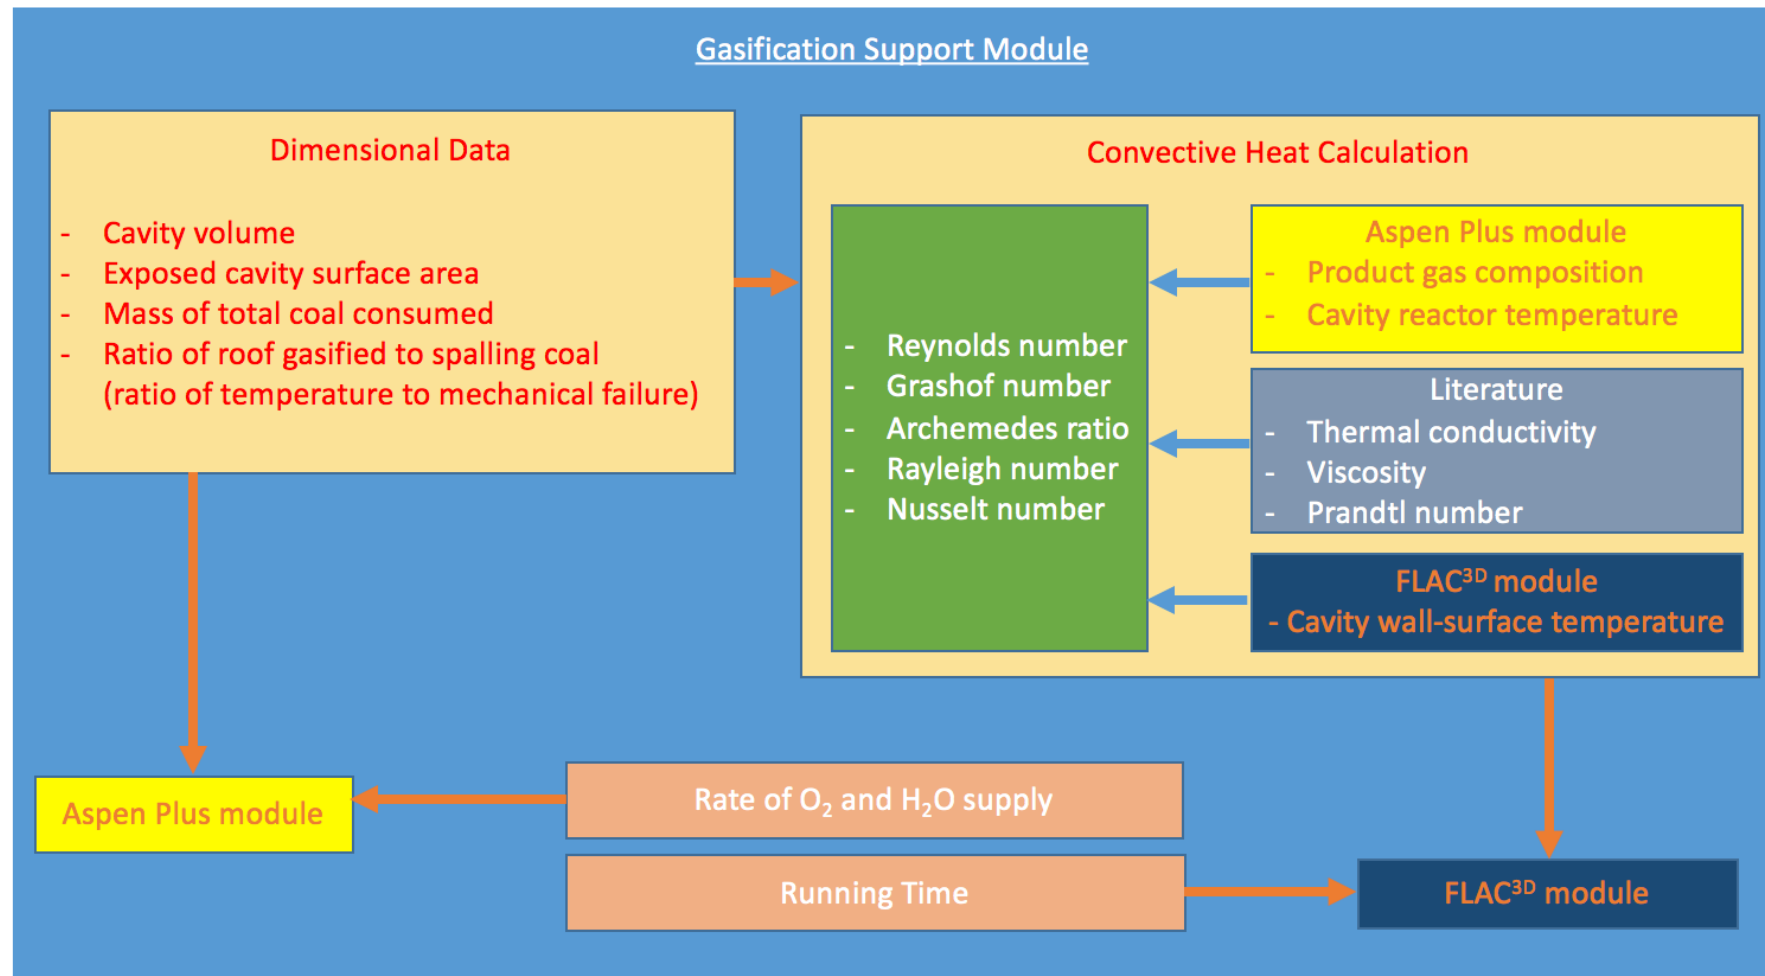 Gasification Support Module
Dimensional Data
- Cavity volume
- Exposed cavity surface area
- Mass of total coal consumed
- Ratio of roof gasified to spalling coal
(ratio of temperature to mechanical failure)
Convective Heat Calculation
- Reynolds number
- Grashof number
- Archemedes ratio
- Rayleigh number
- Nusselt number
Aspen Plus module
- Product gas composition
- Cavity reactor temperature
Literature
- Thermal conductivity
- Viscosity
- Prandtl number
FLAC³ᴰ module
- Cavity wall-surface temperature
Aspen Plus module
Rate of O₂ and H₂O supply
Running Time
FLAC³ᴰ module